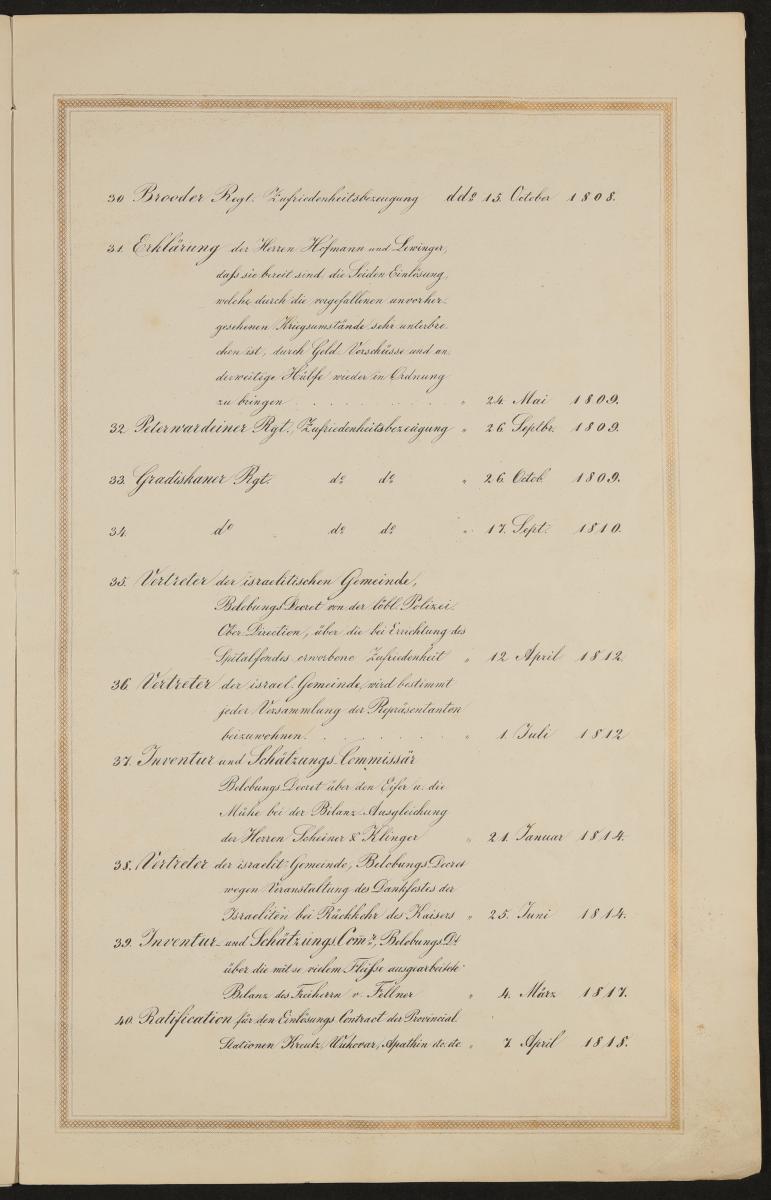 30. Brooder Regt. Zufriedenheitsbezeugung ddo 15. October 1808.
31. Erklärung der Herren Hofmann und Lewinger,
daß sie bereit sind, die Seiden Einlösung,
welche durch die vorgefallenen unvorher-
gesehenen Kriegsumstände sehr unterbro-
chen ist, durch Geld Vorschüsse und an-
derweitige Hülfe wieder in Ordnung
zu bringen . . . . . . . . " 24. Mai 1809.
32. Peterwardeiner Rgt. Zufriedenheitsbezeugung " 26 Septbr. 1809.
33. Gradiskaner Rgt. do do " 26. Octob. 1809.
34. do do do " 17. Sept. 1810.
35. Vertreter der israelitischen Gemeinde,
Belobungs Decret von der löbl. Polizei
Ober Direction, über die bei Errichtung des
Spitalfondes erworbene Zufriedenheit " 12 April 1812.
36. Vertreter der israel. Gemeinde, wird bestimmt
jeder Versammlung der Repräsentanten
beizuwohnen. . . . . . . . " 1. Juli 1812
37. Inventur und Schätzungs-Commissär
Belobungs Decret über den Eifer u. die
Mühe bei der Bilanz-Ausgleichung
der Herren Scheiner & Klinger " 21. Januar 1814.
38. Vertreter der israelit. Gemeinde, Belobungs Decret
wegen Veranstaltung des Dankfestes der
Israeliten bei Rückkehr des Kaisers " 25. Juni 1814.
39. Inventur- und Schätzungs Comr., Belobungs Dt
über die mit so vielem Fleiße ausgearbeitete
Bilanz des Freiherrn v. Fellner " 4. März 1817.
40. Ratification für den Einlösungs Contract der Provincial
Stationen Kreutz, Wukovar, Apathin etc. etc " 7. April 1818.